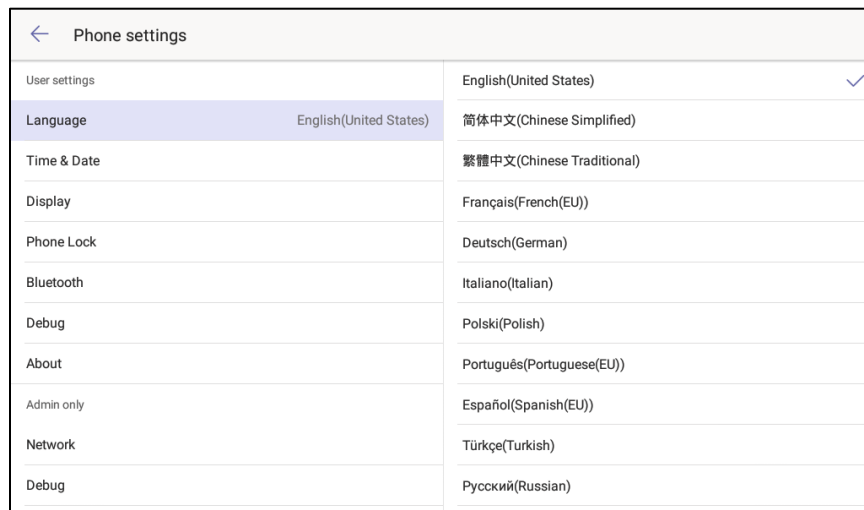 Phone settings
User settings
Language English(United States)
Time & Date
Display
Phone Lock
Bluetooth
Debug
About
Admin only
Network
Debug
English(United States)
简体中文(Chinese Simplified)
繁體中文(Chinese Traditional)
Français(French(EU))
Deutsch(German)
Italiano(Italian)
Polski(Polish)
Português(Portuguese(EU))
Español(Spanish(EU))
Türkçe(Turkish)
Русский(Russian)